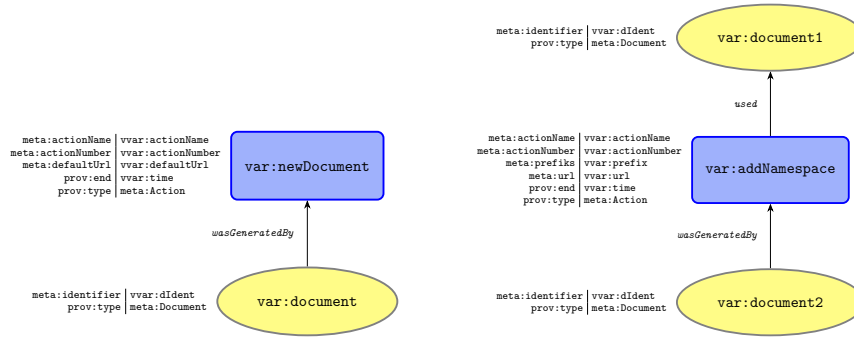 meta:actionName vvar:actionName
meta:actionNumber vvar:actionNumber
meta:defaultUrl vvar:defaultUrl
prov:end vvar:time
prov:type meta:Action
var:newDocument
wasGeneratedBy
meta:identifier vvar:dIdent
prov:type meta:Document
var:document
meta:identifier vvar:dIdent
prov:type meta:Document
var:document1
used
meta:actionName vvar:actionName
meta:actionNumber vvar:actionNumber
meta:prefiks vvar:prefix
meta:url vvar:url
prov:end vvar:time
prov:type meta:Action
var:addNamespace
wasGeneratedBy
meta:identifier vvar:dIdent
prov:type meta:Document
var:document2